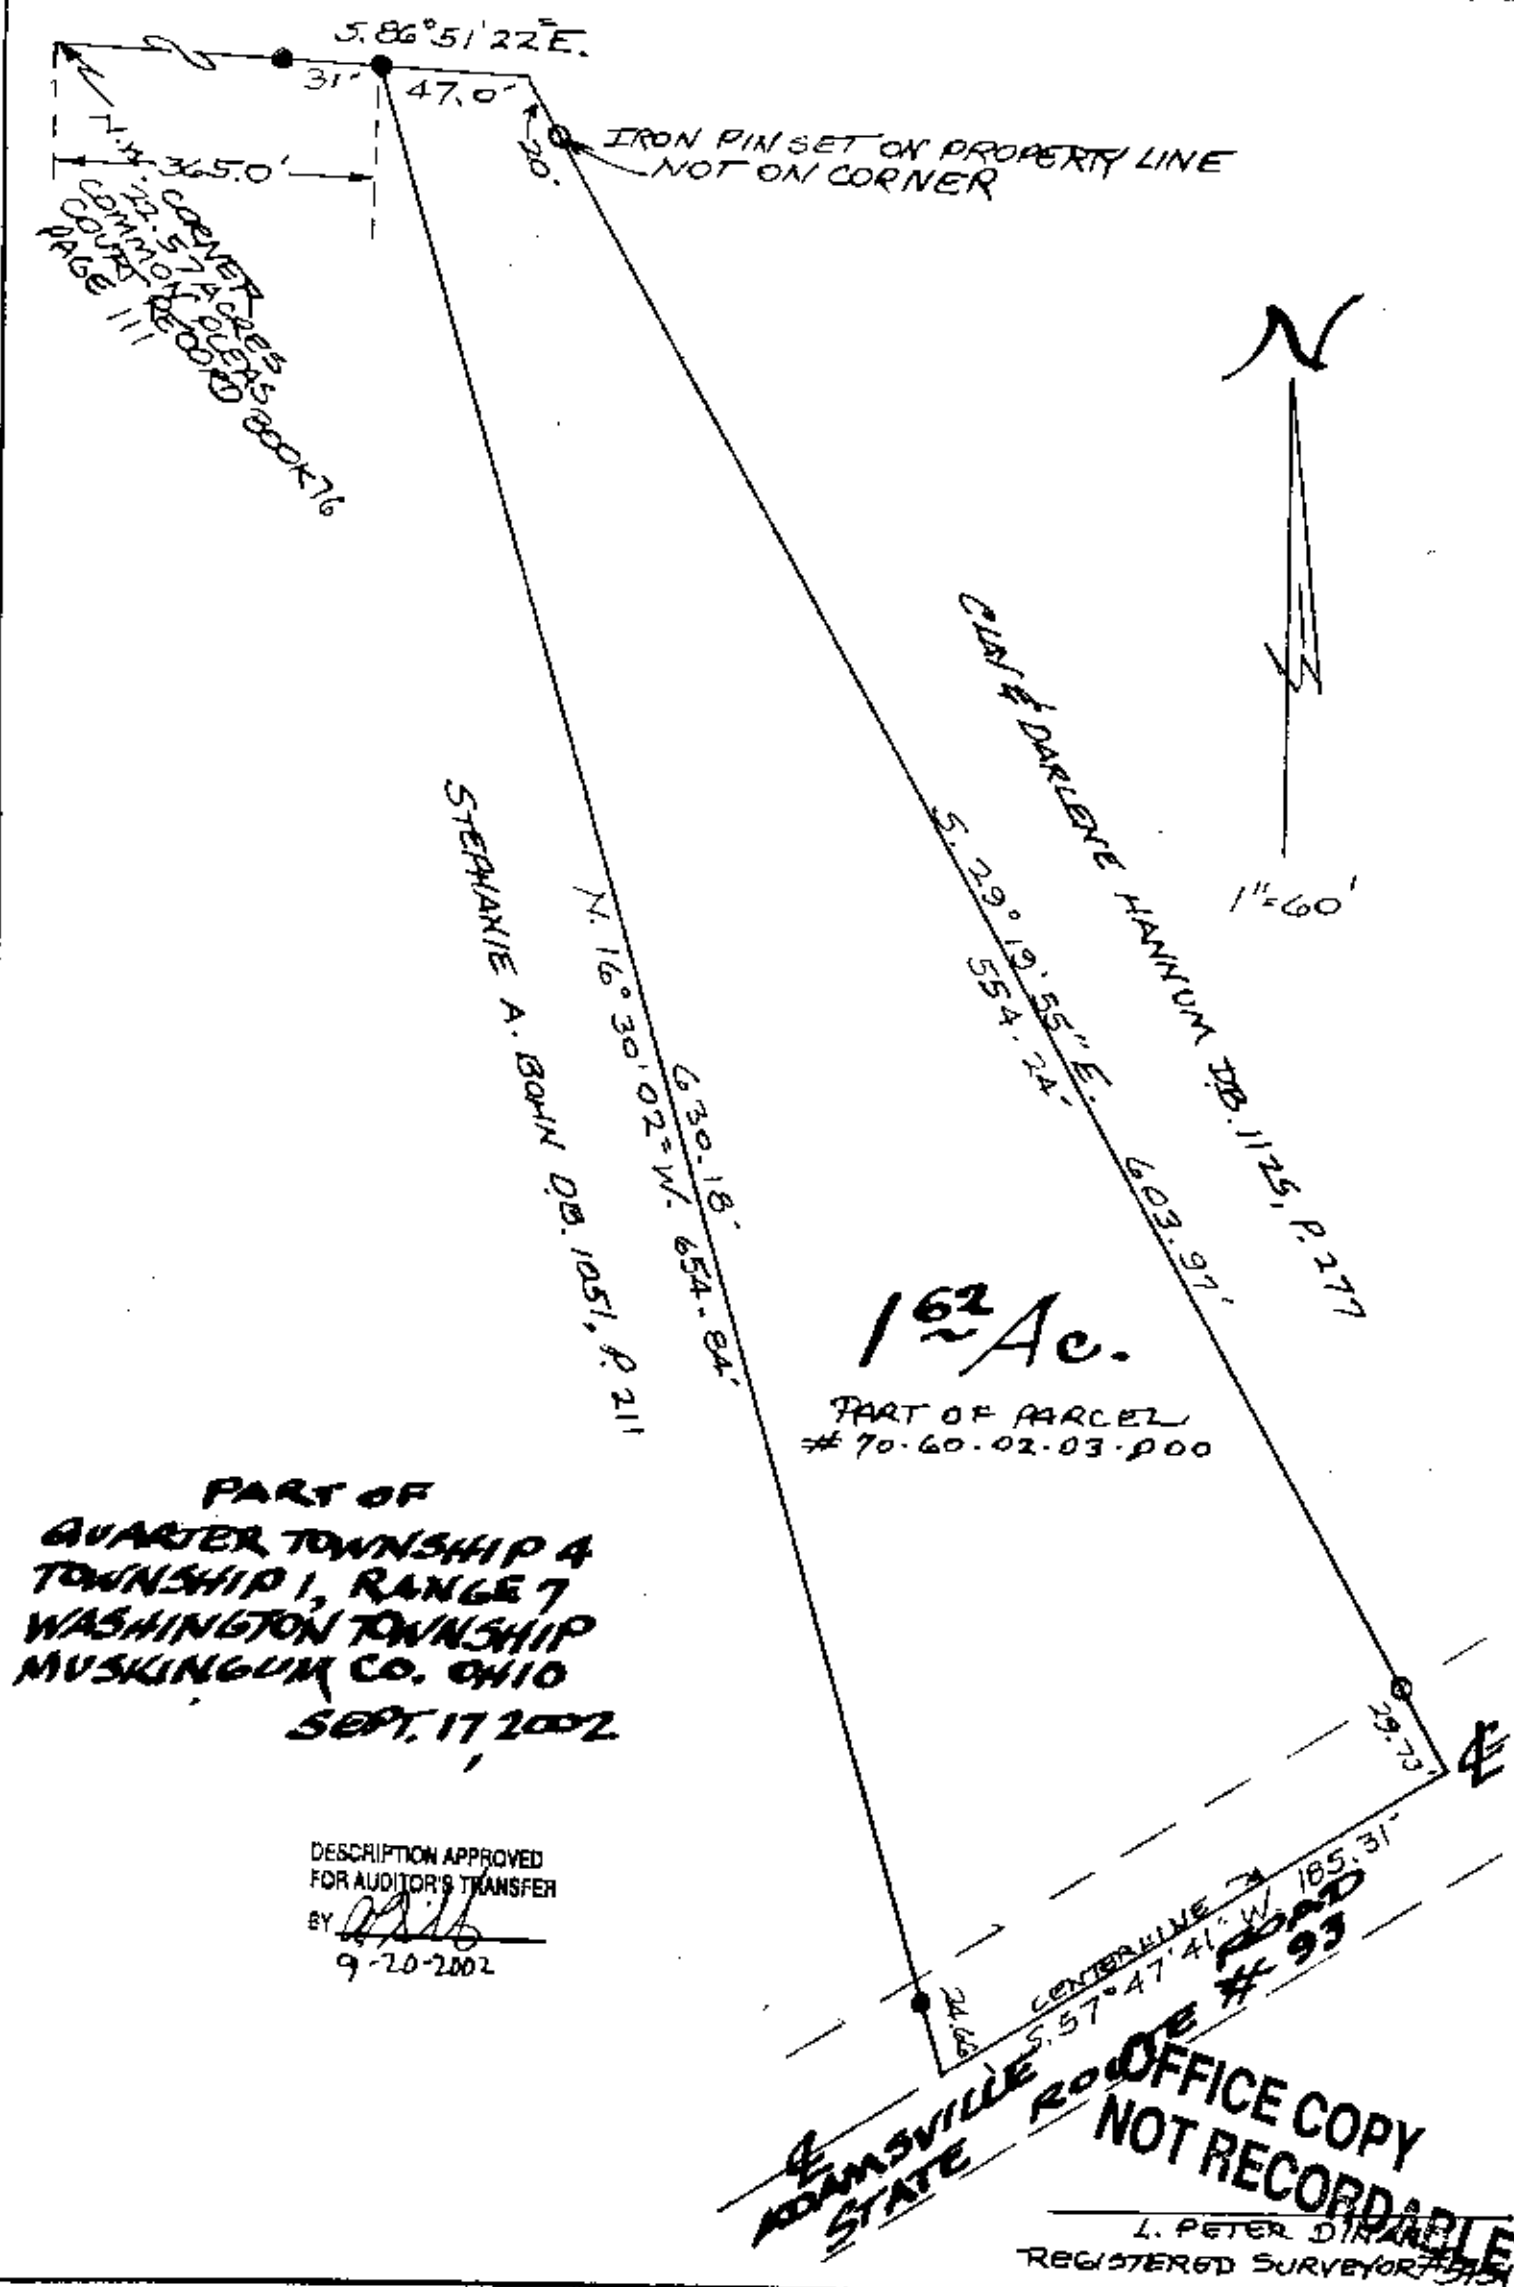 S. 86° 51' 22" E.
31'
47.0'
20.
IRON PIN SET ON PROPERTY LINE
NOT ON CORNER
365.0'
N.W. CORNER
22.57 ACRES
COMMON PLEAS
COURT RECORD BOOK 76
PAGE 111
N
1"=60'
& DARLENE HANNUM D.B. 1125, P. 277
S. 29° 19' 55" E.
554.24'
603.97'
STEPHANIE A. BOHN D.B. 1051, P. 211
630.18'
N. 16° 30' 02" W. 654.84'
1 62 Ac.
PART OF PARCEL
# 70-60-02-03-000
PART OF
QUARTER TOWNSHIP 4
TOWNSHIP 1, RANGE 7
WASHINGTON TOWNSHIP
MUSKINGUM CO. OHIO
SEPT. 17, 2002
DESCRIPTION APPROVED
FOR AUDITOR'S TRANSFER
BY
9-20-2002
29.73'
℄
24.66
CENTERLINE
S. 57° 47' 41" W. 185.31'
℄
ADAMSVILLE ROAD
STATE ROUTE # 93
OFFICE COPY
NOT RECORDABLE
L. PETER
REGISTERED SURVEYOR